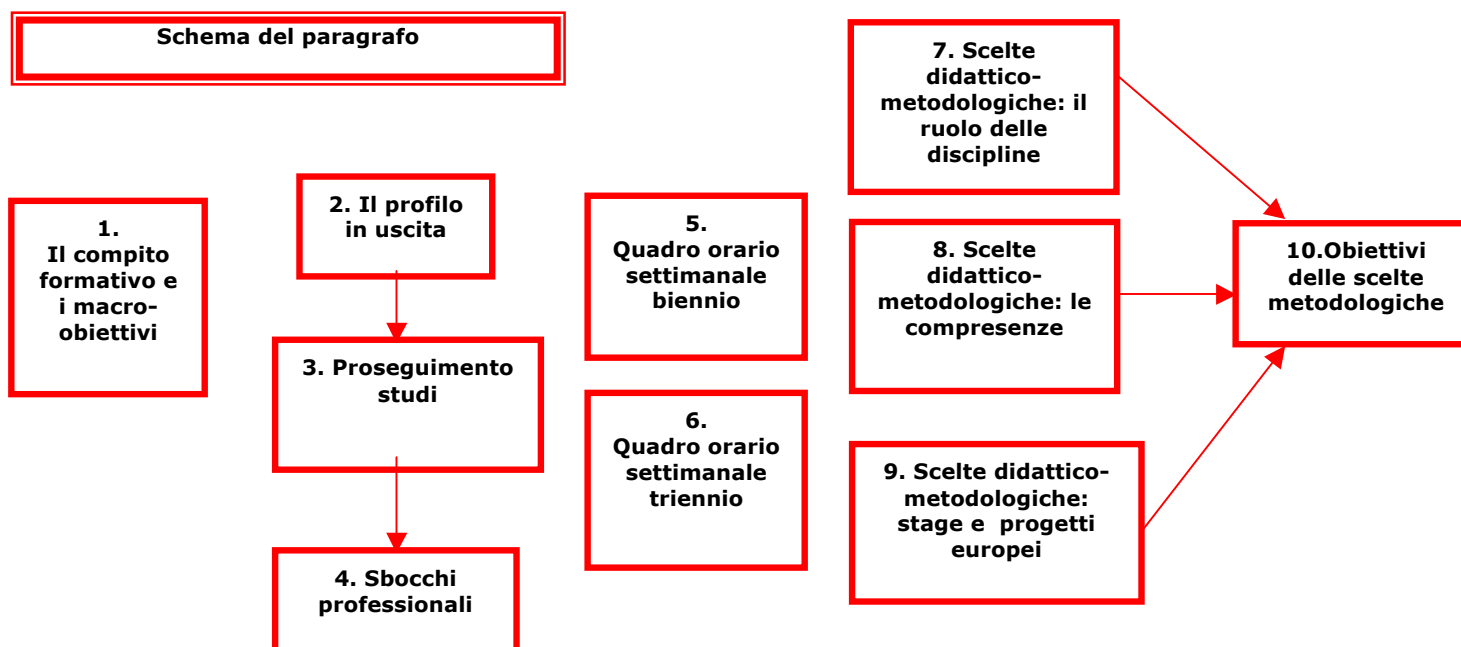 Schema del paragrafo
1.
Il compito
formativo e
i macro-
obiettivi
2. Il profilo
in uscita
3. Proseguimento
studi
4. Sbocchi
professionali
5.
Quadro orario
settimanale
biennio
6.
Quadro orario
settimanale
triennio
7. Scelte
didattico-
metodologiche: il
ruolo delle
discipline
8. Scelte
didattico-
metodologiche: le
compresenze
9. Scelte didattico-
metodologiche:
stage e progetti
europei
10.Obiettivi
delle scelte
metodologiche